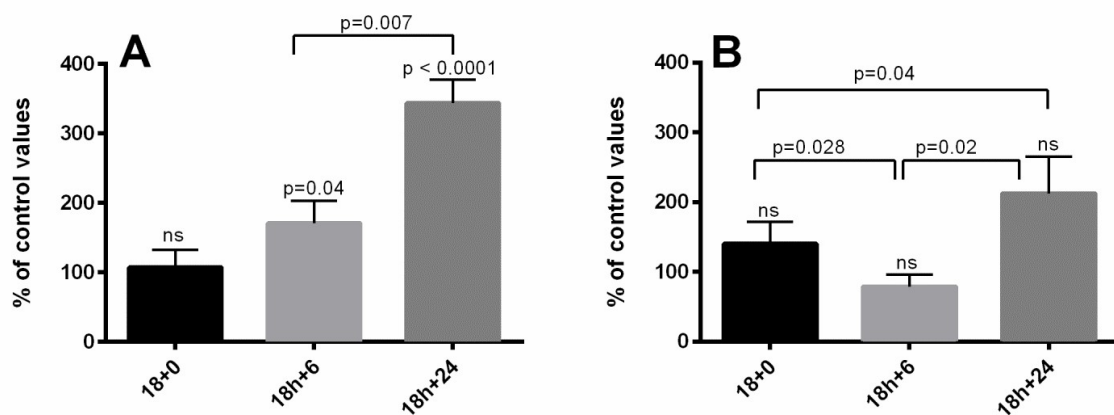 A
p=0.007
p < 0.0001
p=0.04
ns
% of control values
400
300
200
100
0
18+0
18h+6
18h+24
B
p=0.04
p=0.028
p=0.02
ns
ns
ns
% of control values
400
300
200
100
0
18+0
18h+6
18h+24